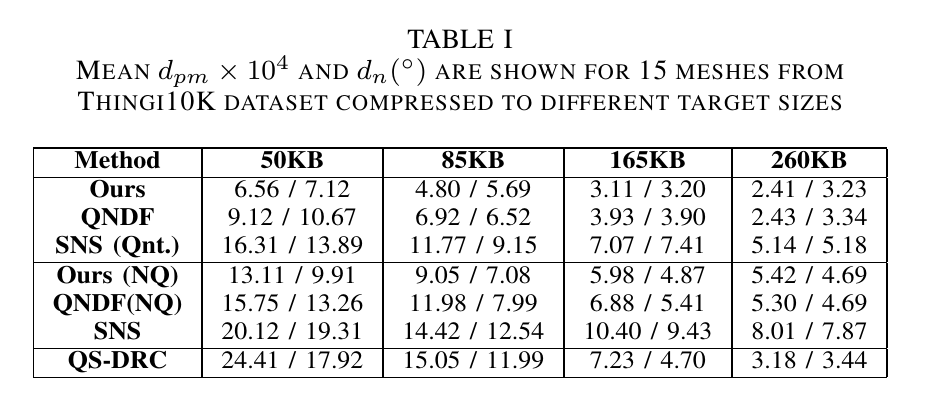 TABLE I
MEAN d_pm × 10^4 AND d_n(°) ARE SHOWN FOR 15 MESHES FROM
THINGI10K DATASET COMPRESSED TO DIFFERENT TARGET SIZES
Method 50KB 85KB 165KB 260KB
Ours 6.56 / 7.12 4.80 / 5.69 3.11 / 3.20 2.41 / 3.23
QNDF 9.12 / 10.67 6.92 / 6.52 3.93 / 3.90 2.43 / 3.34
SNS (Qnt.) 16.31 / 13.89 11.77 / 9.15 7.07 / 7.41 5.14 / 5.18
Ours (NQ) 13.11 / 9.91 9.05 / 7.08 5.98 / 4.87 5.42 / 4.69
QNDF(NQ) 15.75 / 13.26 11.98 / 7.99 6.88 / 5.41 5.30 / 4.69
SNS 20.12 / 19.31 14.42 / 12.54 10.40 / 9.43 8.01 / 7.87
QS-DRC 24.41 / 17.92 15.05 / 11.99 7.23 / 4.70 3.18 / 3.44